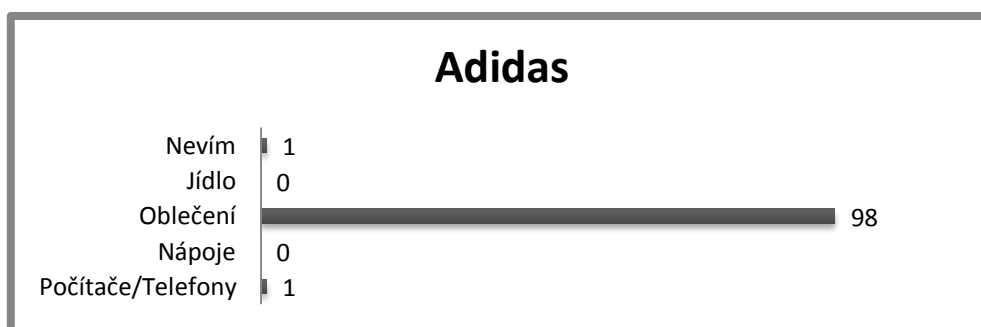 Adidas
Nevím 1
Jídlo 0
Oblečení 98
Nápoje 0
Počítače/Telefony 1